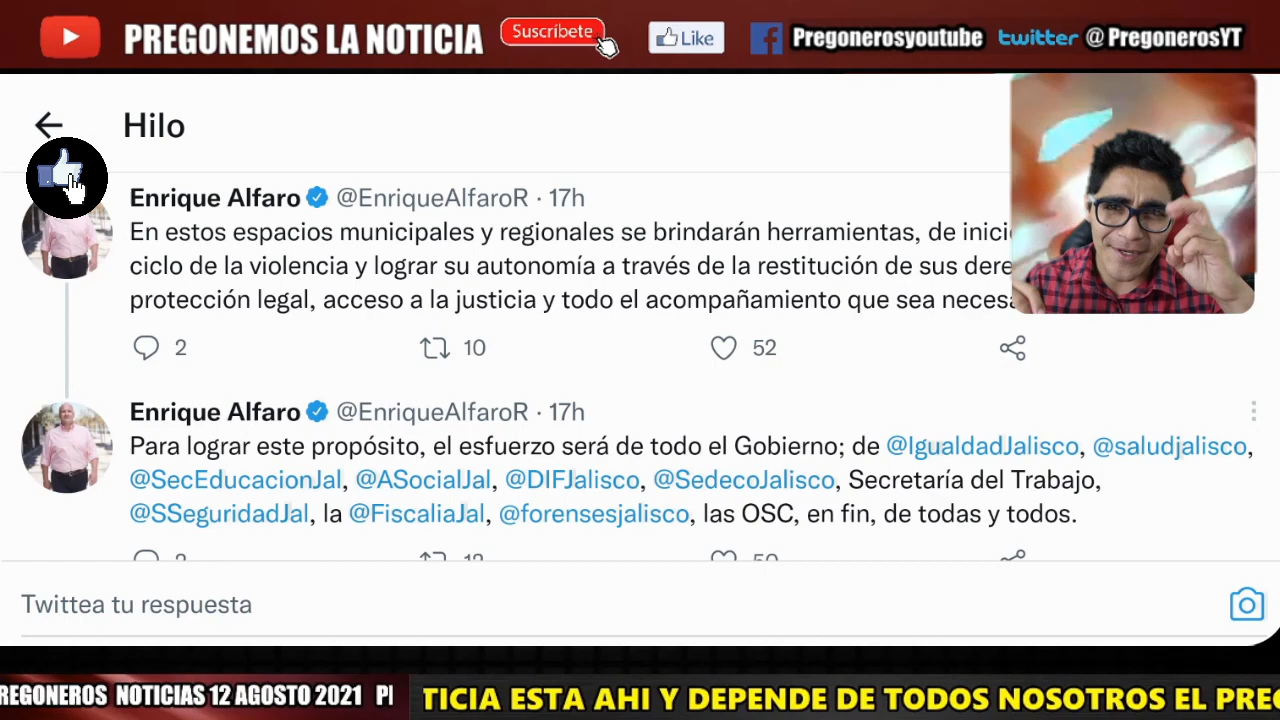 PREGONEMOS LA NOTICIA
Suscríbete
Like
Pregonerosyoutube
twitter @PregonerosYT
Hilo
Enrique Alfaro @EnriqueAlfaroR · 17h
En estos espacios municipales y regionales se brindarán herramientas, de
ciclo de la violencia y lograr su autonomía a través de la restitución de sus
protección legal, acceso a la justicia y todo el acompañamiento que sea
2 10 52
Enrique Alfaro @EnriqueAlfaroR · 17h
Para lograr este propósito, el esfuerzo será de todo el Gobierno; de @IgualdadJalisco, @saludjalisco,
@SecEducacionJal, @ASocialJal, @DIFJalisco, @SedecoJalisco, Secretaría del Trabajo,
@SSeguridadJal, la @FiscaliaJal, @forensesjalisco, las OSC, en fin, de todas y todos.
Twittea tu respuesta
REGONEROS NOTICIAS 12 AGOSTO 2021
TICIA ESTA AHI Y DEPENDE DE TODOS NOSOTROS EL